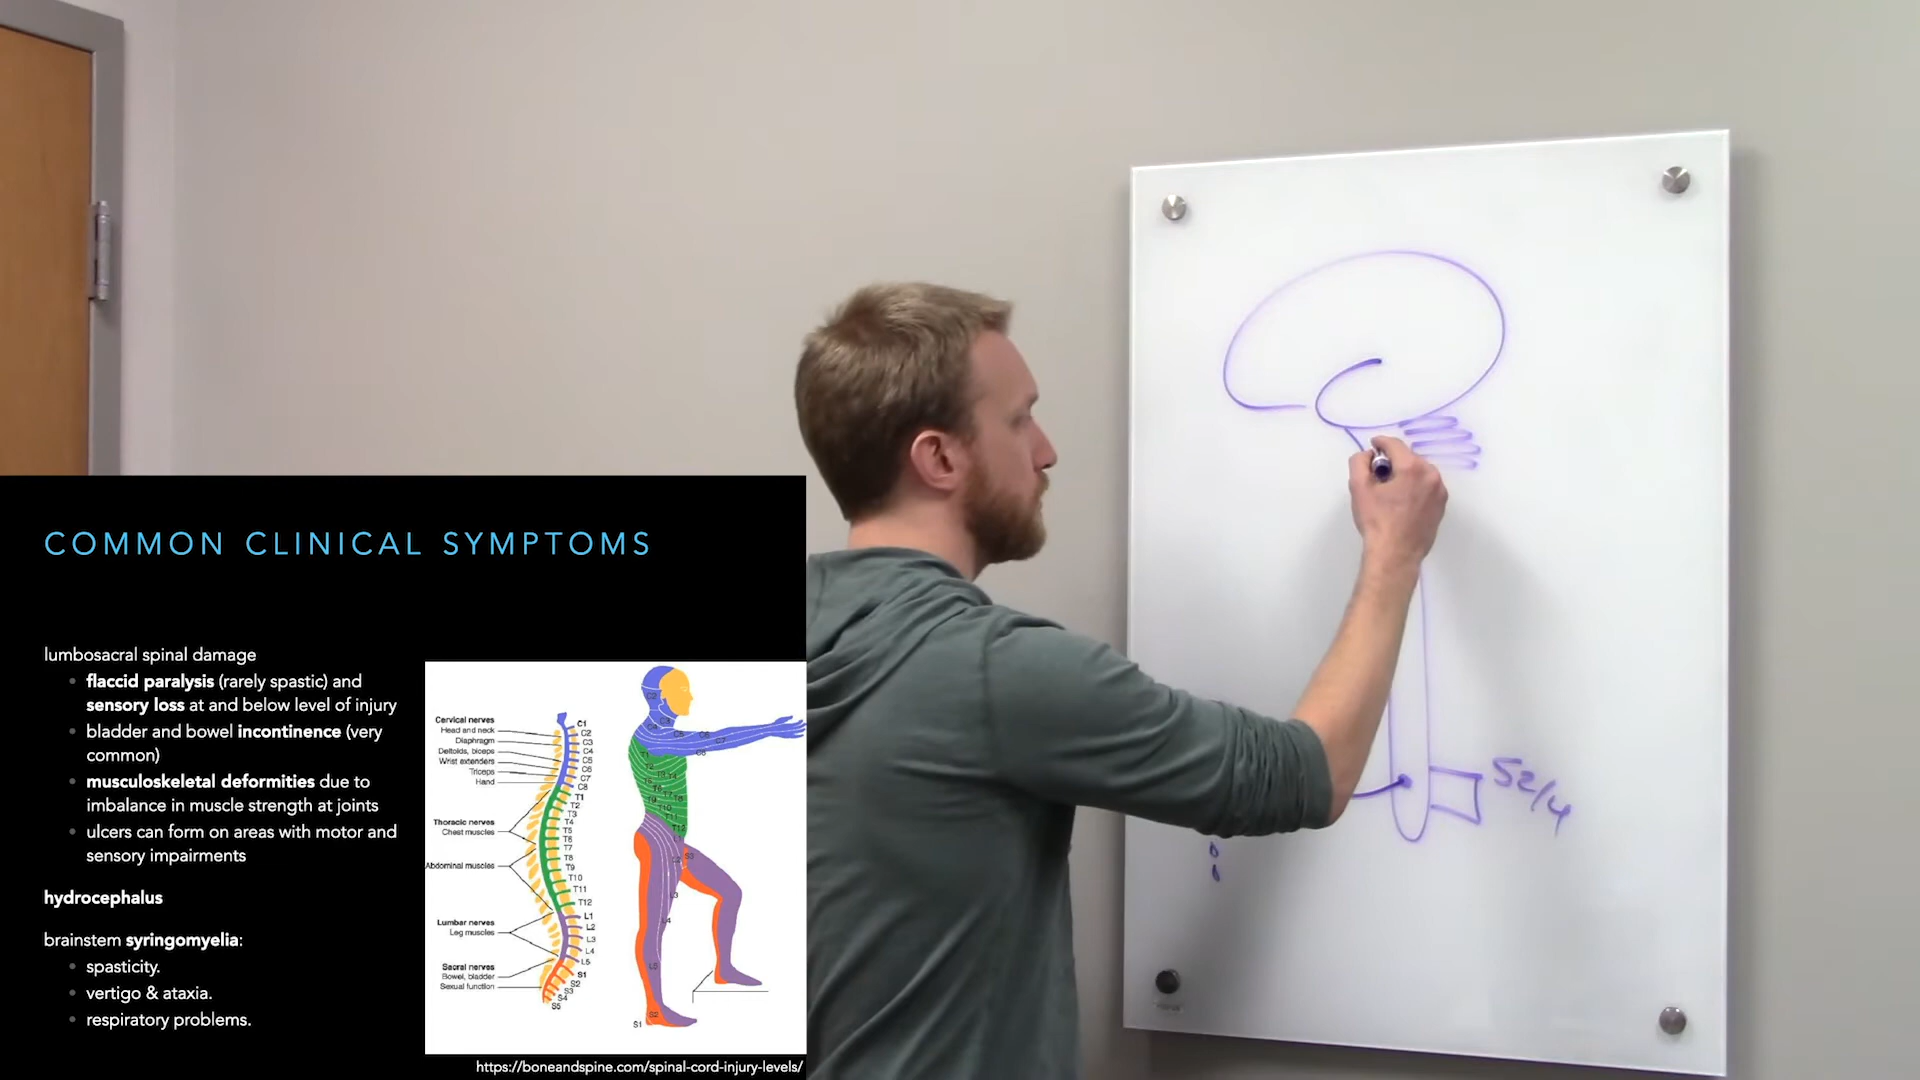 COMMON CLINICAL SYMPTOMS
lumbosacral spinal damage
• flaccid paralysis (rarely spastic) and
sensory loss at and below level of injury
• bladder and bowel incontinence (very
common)
• musculoskeletal deformities due to
imbalance in muscle strength at joints
• ulcers can form on areas with motor and
sensory impairments
hydrocephalus
brainstem syringomyelia:
• spasticity.
• vertigo & ataxia.
• respiratory problems.
Cervical nerves
Head and neck
Diaphragm
Deltoids, biceps
Wrist extenders
Triceps
Hand
Thoracic nerves
Chest muscles
Abdominal muscles
Lumbar nerves
Leg muscles
Sacral nerves
Bowel, bladder
Sexual function
C1
C2
C3
C4
C5
C6
C7
C8
T1
T2
T3
T4
T5
T6
T7
T8
T9
T10
T11
T12
L1
L2
L3
L4
L5
S1
S2
S3
S4
S5
S2
S1
https://boneandspine.com/spinal-cord-injury-levels/
S2/4